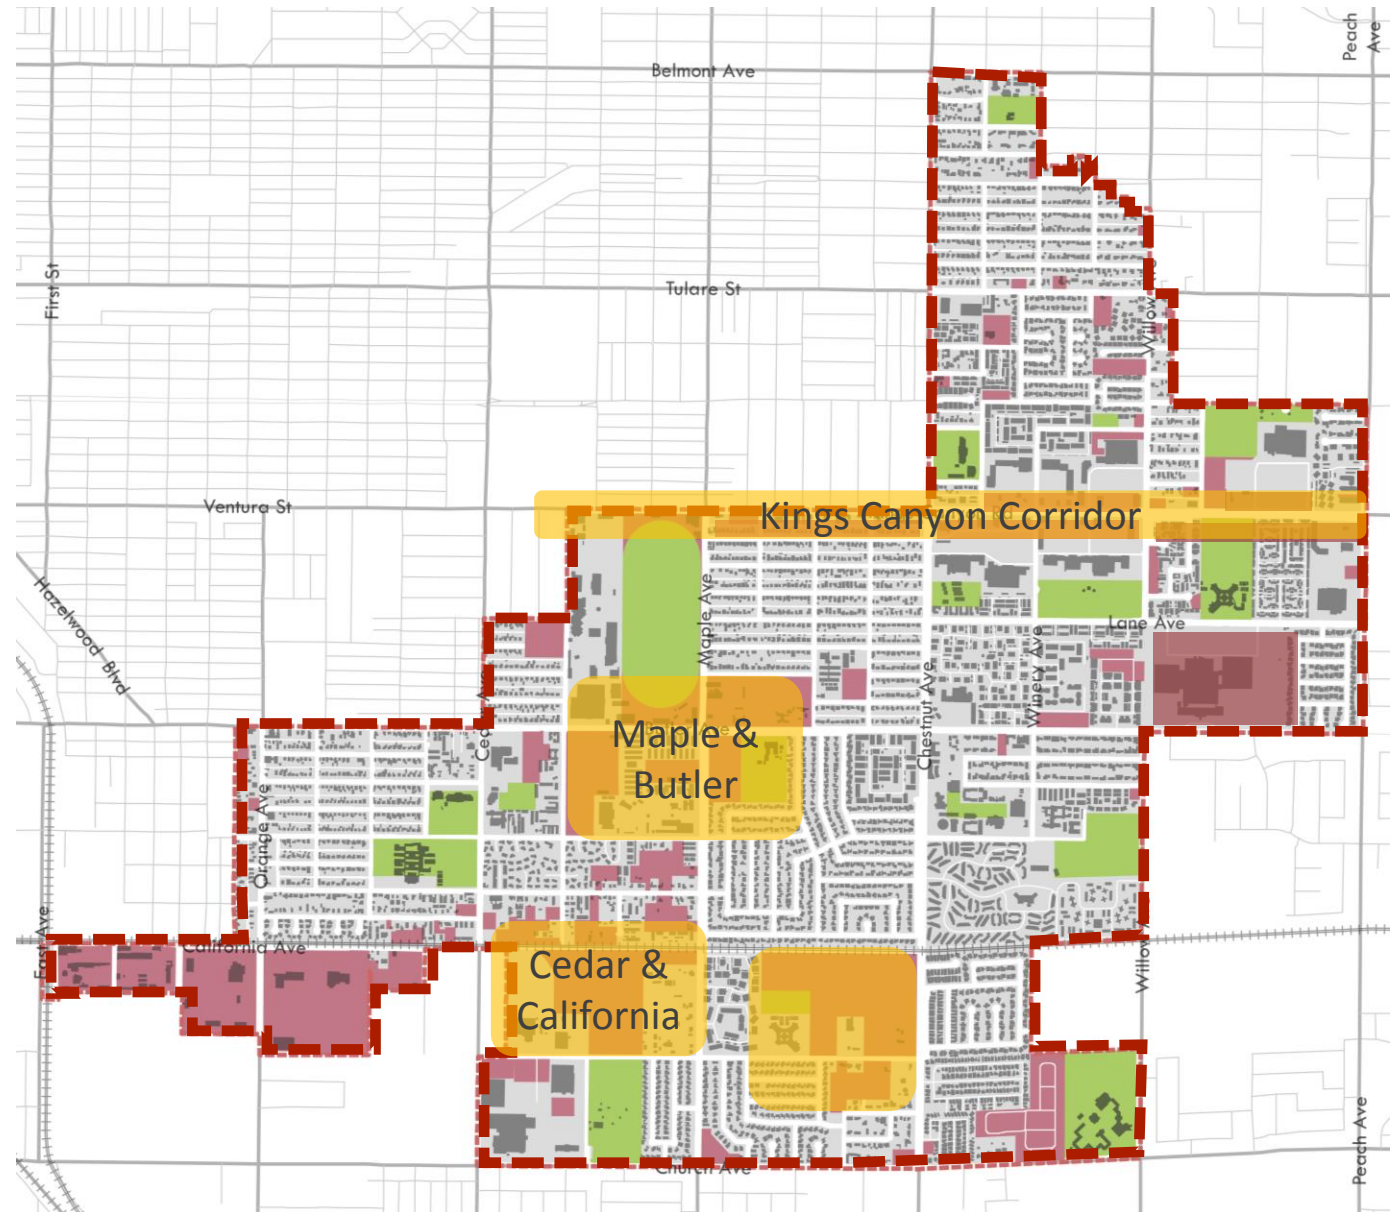 Peach
Ave
Belmont Ave
First St
Tulare St
Willow
Ventura St
Kings Canyon Corridor
Hazelwood Blvd
Maple Ave
Lane Ave
Winery Ave
Chestnut Ave
Maple &
Butler
Orange Ave
East Ave
California Ave
Cedar &
California
Willow
Church Ave
Peach Ave